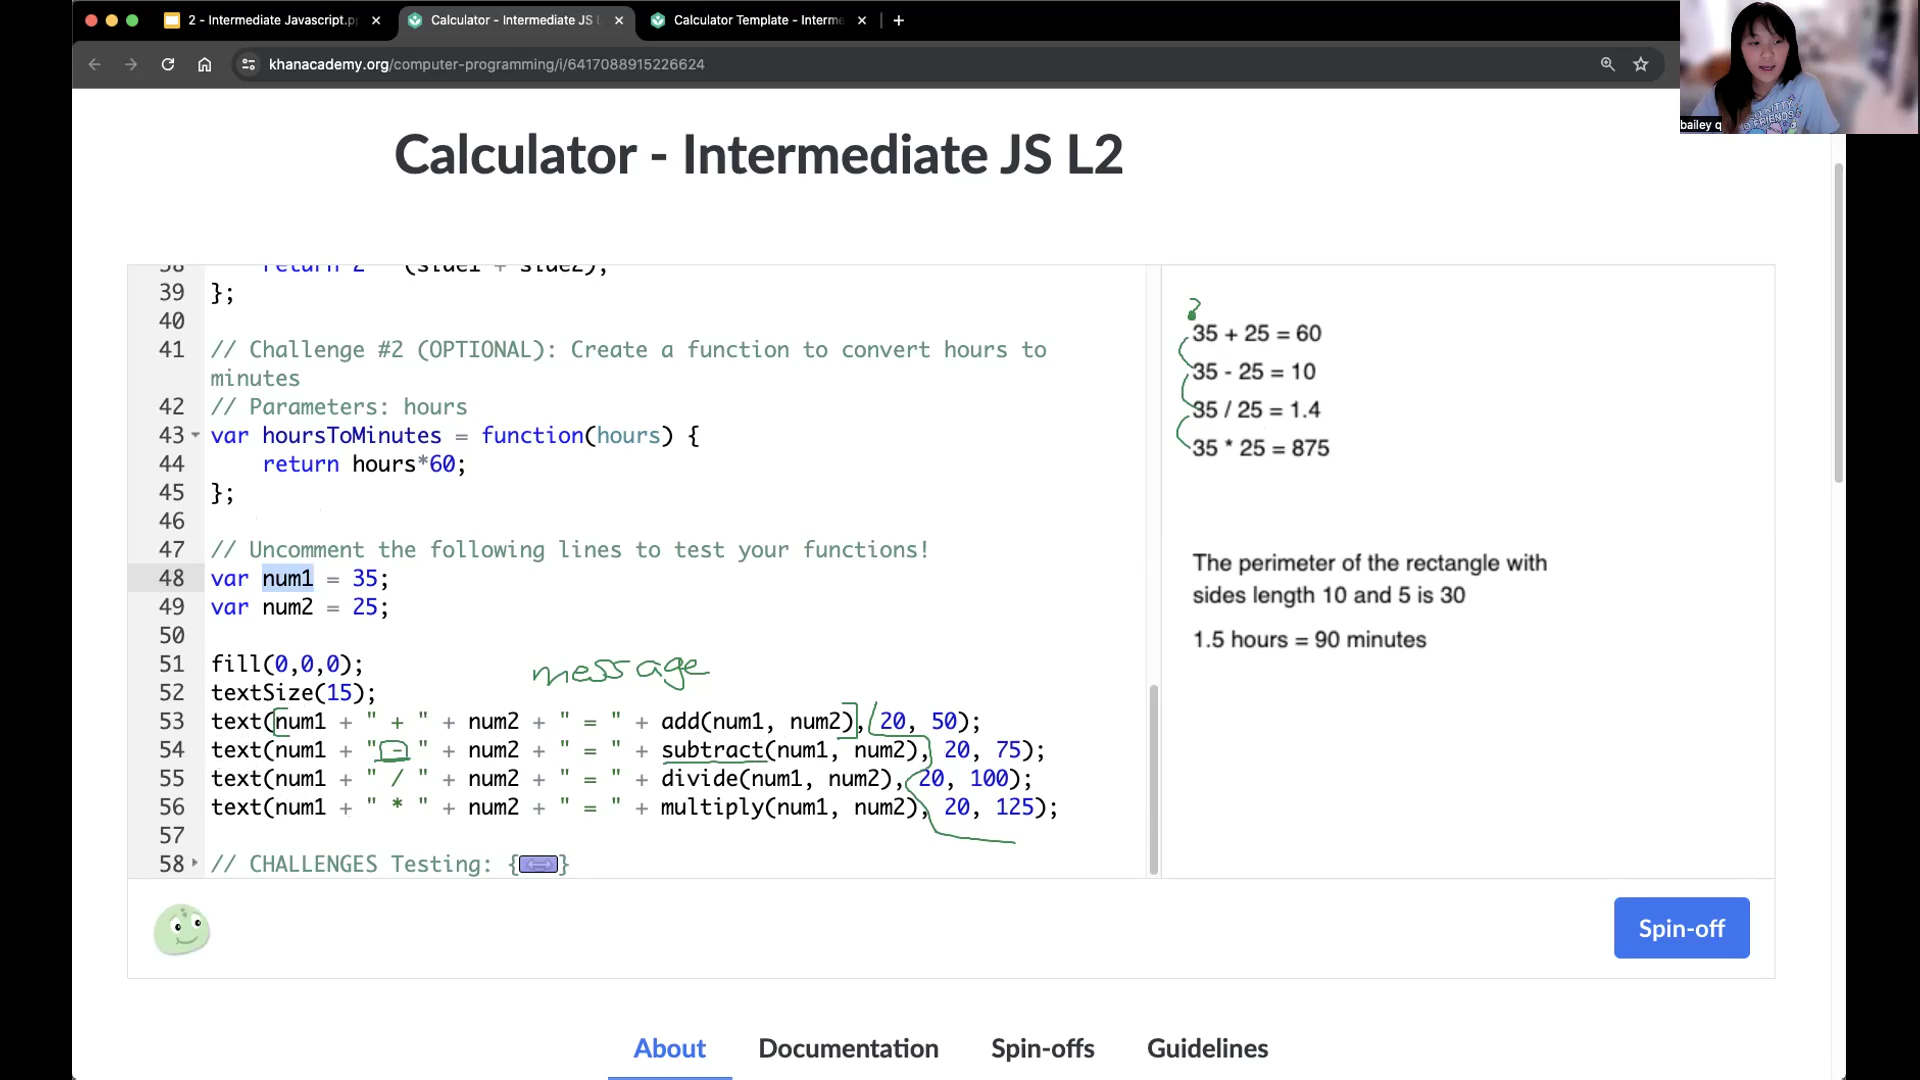 2 - Intermediate Javascript.p
Calculator - Intermediate JS L
Calculator Template - Interme
khanacademy.org/computer-programming/i/6417088915226624
bailey q
Calculator - Intermediate JS L2
38 return 2 * (side1 + side2);
39 };
40
41 // Challenge #2 (OPTIONAL): Create a function to convert hours to
minutes
42 // Parameters: hours
43 var hoursToMinutes = function(hours) {
44 return hours*60;
45 };
46
47 // Uncomment the following lines to test your functions!
48 var num1 = 35;
49 var num2 = 25;
50
51 fill(0,0,0);
message
52 textSize(15);
53 text(num1 + " + " + num2 + " = " + add(num1, num2), 20, 50);
54 text(num1 + " - " + num2 + " = " + subtract(num1, num2), 20, 75);
55 text(num1 + " / " + num2 + " = " + divide(num1, num2), 20, 100);
56 text(num1 + " * " + num2 + " = " + multiply(num1, num2), 20, 125);
57
58 // CHALLENGES Testing: {}
35 + 25 = 60
35 - 25 = 10
35 / 25 = 1.4
35 * 25 = 875
The perimeter of the rectangle with
sides length 10 and 5 is 30
1.5 hours = 90 minutes
Spin-off
About
Documentation
Spin-offs
Guidelines